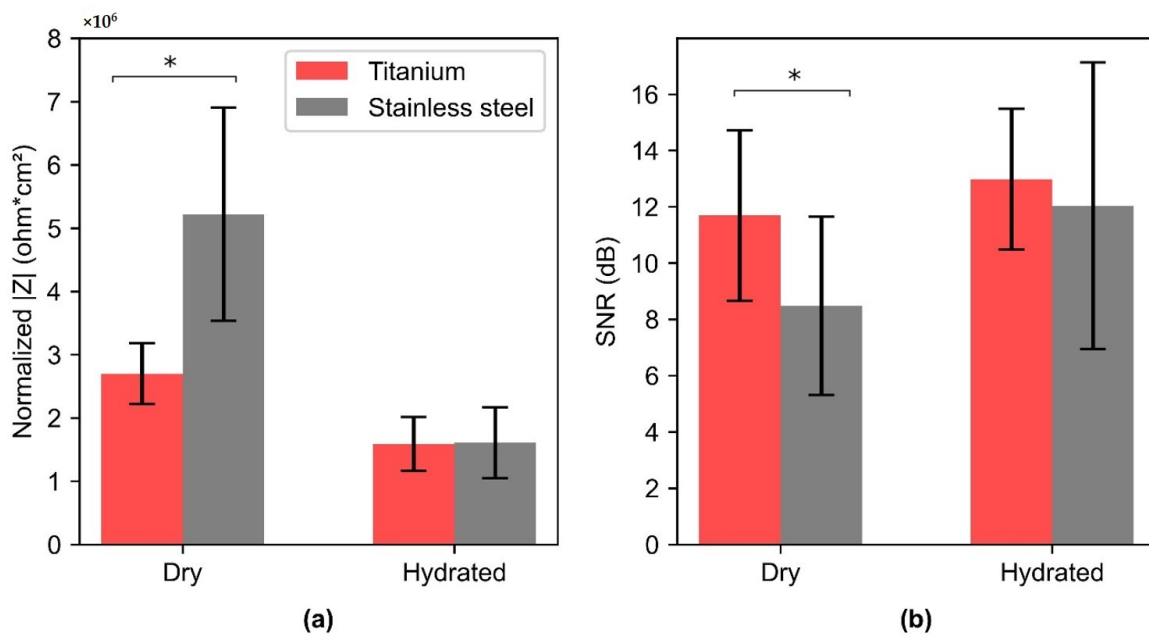 ×10⁶
8
7
6
5
4
3
2
1
0
Normalized |Z| (ohm*cm²)
*
Titanium
Stainless steel
Dry
Hydrated
(a)
16
14
12
10
8
6
4
2
0
SNR (dB)
*
Dry
Hydrated
(b)